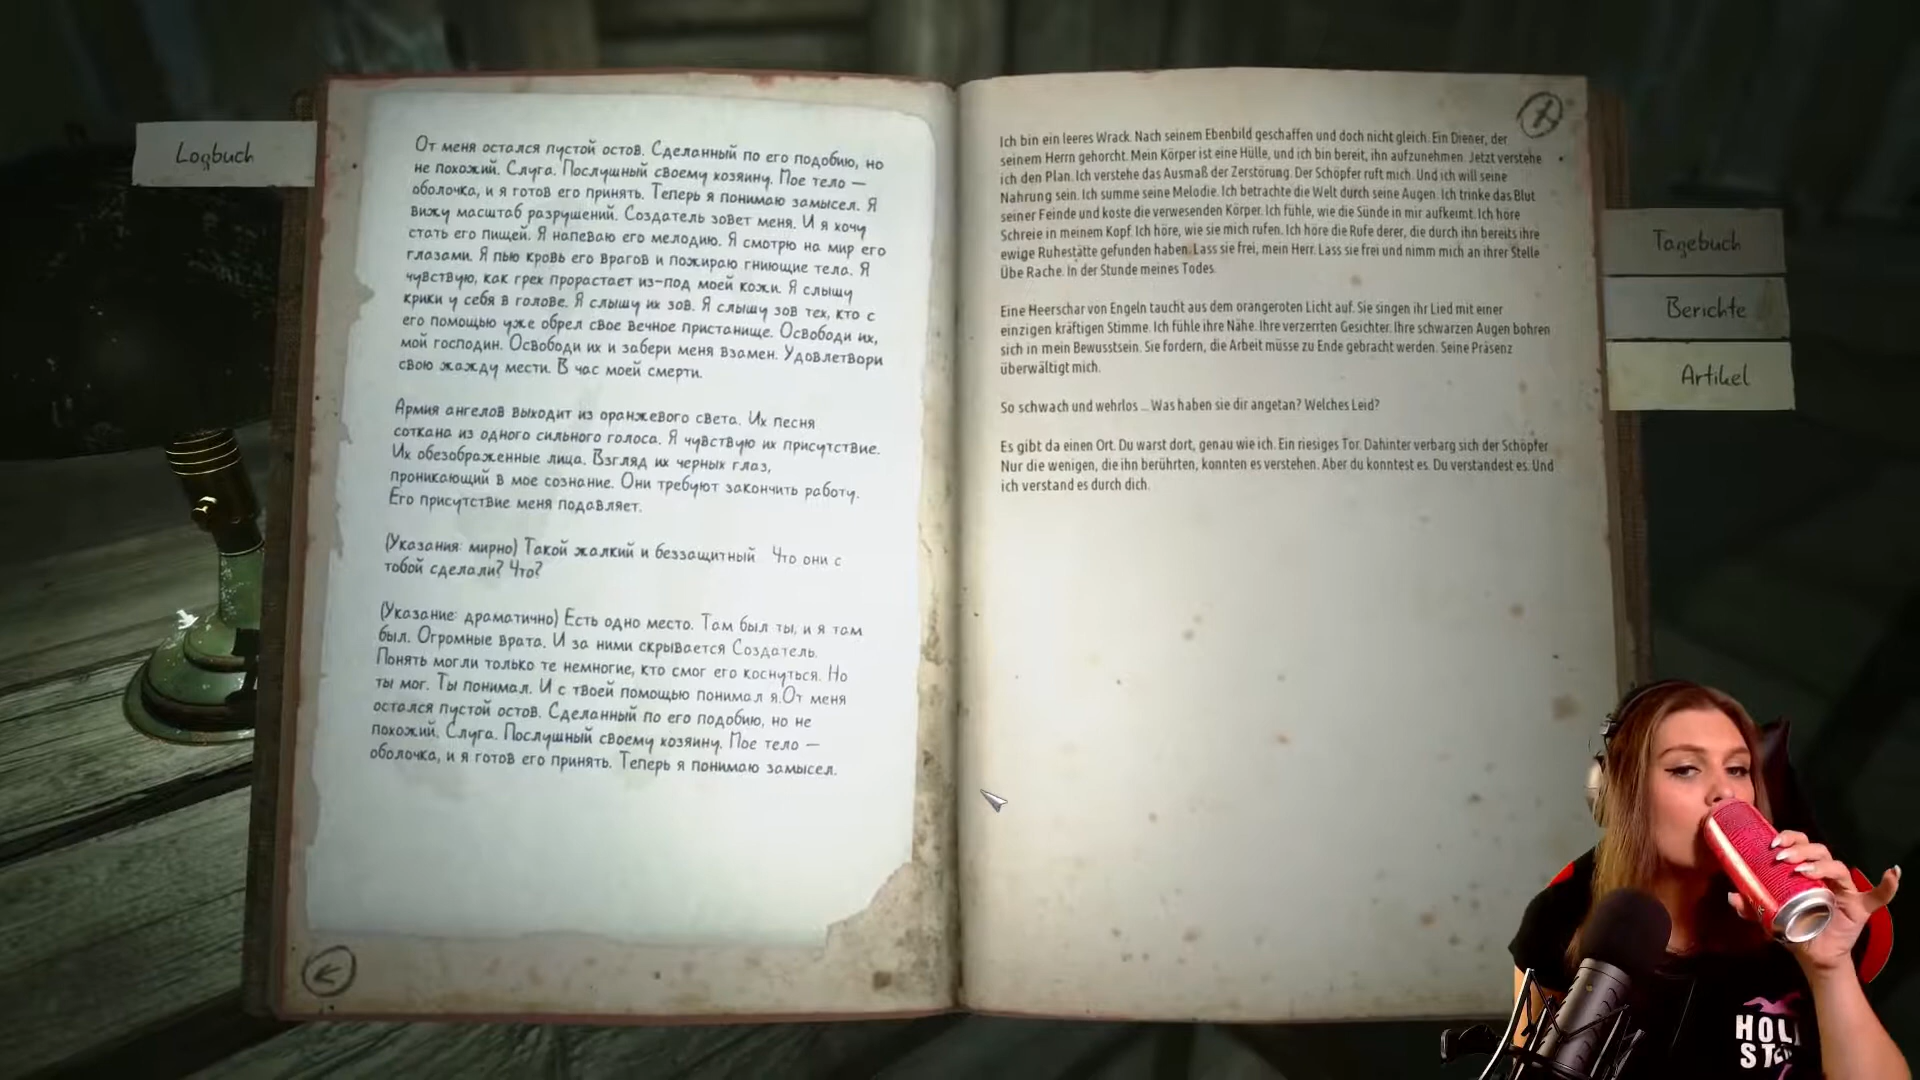 Logbuch
От меня остался пустой остов. Сделанный по его подобию, но
не похожий. Слуга. Послушный своему хозяину. Мое тело —
оболочка, и я готов его принять. Теперь я понимаю замысел. Я
вижу масштаб разрушений. Создатель зовет меня. И я хочу
стать его пищей. Я напеваю его мелодию. Я смотрю на мир его
глазами. Я пью кровь его врагов и пожираю гниющие тела. Я
чувствую, как грех прорастает из-под моей кожи. Я слышу
крики у себя в голове. Я слышу их зов. Я слышу зов тех, кто с
его помощью уже обрел свое вечное пристанище. Освободи их,
мой господин. Освободи их и забери меня взамен. Удовлетвори
свою жажду мести. В час моей смерти.
Армия ангелов выходит из оранжевого света. Их песня
соткана из одного сильного голоса. Я чувствую их присутствие.
Их обезображенные лица. Взгляд их черных глаз,
проникающий в мое сознание. Они требуют закончить работу.
Его присутствие меня подавляет.
(Указания: мирно) Такой жалкий и беззащитный Что они с
тобой сделали? Что?
(Указание: драматично) Есть одно место. Там был ты, и я там
был. Огромные врата. И за ними скрывается Создатель.
Понять могли только те немногие, кто смог его коснуться. Но
ты мог. Ты понимал. И с твоей помощью понимал я.От меня
остался пустой остов. Сделанный по его подобию, но не
похожий. Слуга. Послушный своему хозяину. Мое тело —
оболочка, и я готов его принять. Теперь я понимаю замысел.
Ich bin ein leeres Wrack. Nach seinem Ebenbild geschaffen und doch nicht gleich. Ein Diener, der
seinem Herrn gehorcht. Mein Körper ist eine Hülle, und ich bin bereit, ihn aufzunehmen. Jetzt verstehe
ich den Plan. Ich verstehe das Ausmaß der Zerstörung. Der Schöpfer ruft mich. Und ich will seine
Nahrung sein. Ich summe seine Melodie. Ich betrachte die Welt durch seine Augen. Ich trinke das Blut
seiner Feinde und koste die verwesenden Körper. Ich fühle, wie die Sünde in mir aufkeimt. Ich höre
Schreie in meinem Kopf. Ich höre, wie sie mich rufen. Ich höre die Rufe derer, die durch ihn bereits ihre
ewige Ruhestätte gefunden haben. Lass sie frei, mein Herr. Lass sie frei und nimm mich an ihrer Stelle
Übe Rache. In der Stunde meines Todes.
Eine Heerschar von Engeln taucht aus dem orangeroten Licht auf. Sie singen ihr Lied mit einer
einzigen kräftigen Stimme. Ich fühle ihre Nähe. Ihre verzerrten Gesichter. Ihre schwarzen Augen bohren
sich in mein Bewusstsein. Sie fordern, die Arbeit müsse zu Ende gebracht werden. Seine Präsenz
überwältigt mich.
So schwach und wehrlos ... Was haben sie dir angetan? Welches Leid?
Es gibt da einen Ort. Du warst dort, genau wie ich. Ein riesiges Tor. Dahinter verbarg sich der Schöpfer
Nur die wenigen, die ihn berührten, konnten es verstehen. Aber du konntest es. Du verstandest es. Und
ich verstand es durch dich.
Tagebuch
Berichte
Artikel